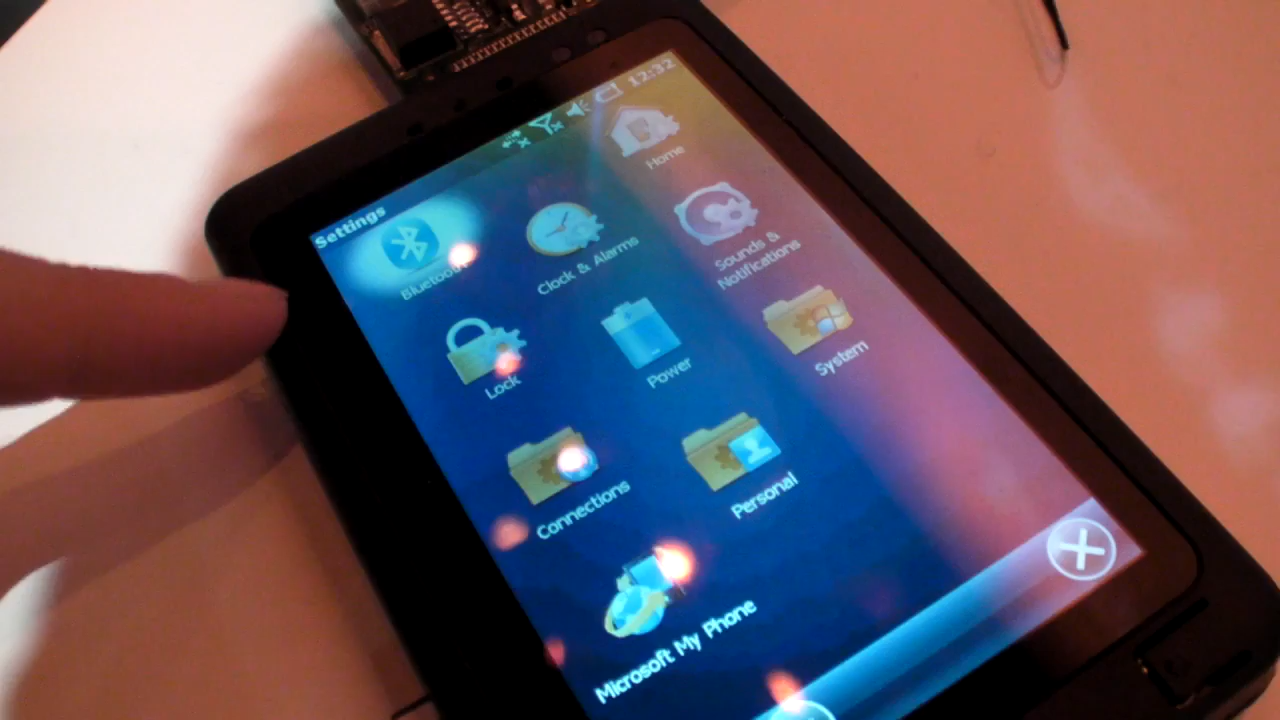 Settings
12:32
Bluetooth
Clock & Alarms
Home
Lock
Power
Sounds &
Notifications
Connections
Personal
System
Microsoft My Phone